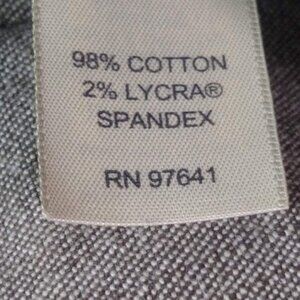 98% COTTON
2% LYCRA®
SPANDEX
RN 97641